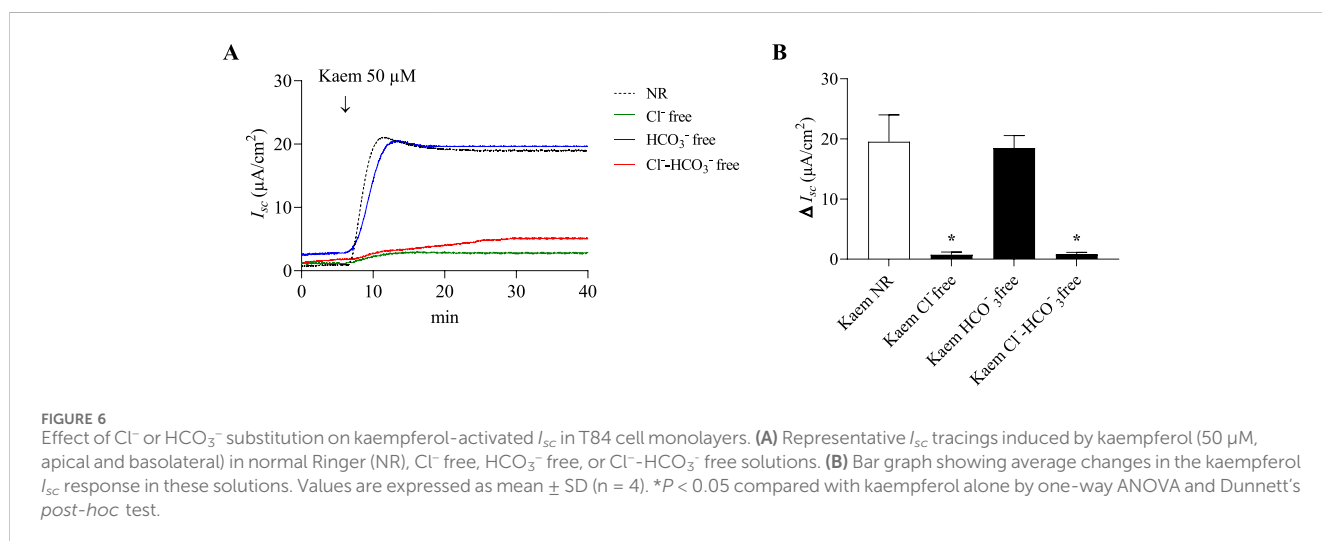 A
Kaem 50 µM
↓
30
20
10
0
I_sc (µA/cm²)
0 10 20 30 40
min
NR
Cl⁻ free
HCO₃⁻ free
Cl⁻-HCO₃⁻ free
B
30
20
10
0
Δ I_sc (µA/cm²)
*
*
Kaem NR
Kaem Cl⁻free
Kaem HCO⁻₃free
Kaem Cl⁻-HCO⁻₃free
FIGURE 6
Effect of Cl⁻ or HCO₃⁻ substitution on kaempferol-activated I_sc in T84 cell monolayers. (A) Representative I_sc tracings induced by kaempferol (50 µM,
apical and basolateral) in normal Ringer (NR), Cl⁻ free, HCO₃⁻ free, or Cl⁻-HCO₃⁻ free solutions. (B) Bar graph showing average changes in the kaempferol
I_sc response in these solutions. Values are expressed as mean ± SD (n = 4). *P < 0.05 compared with kaempferol alone by one-way ANOVA and Dunnett's
post-hoc test.